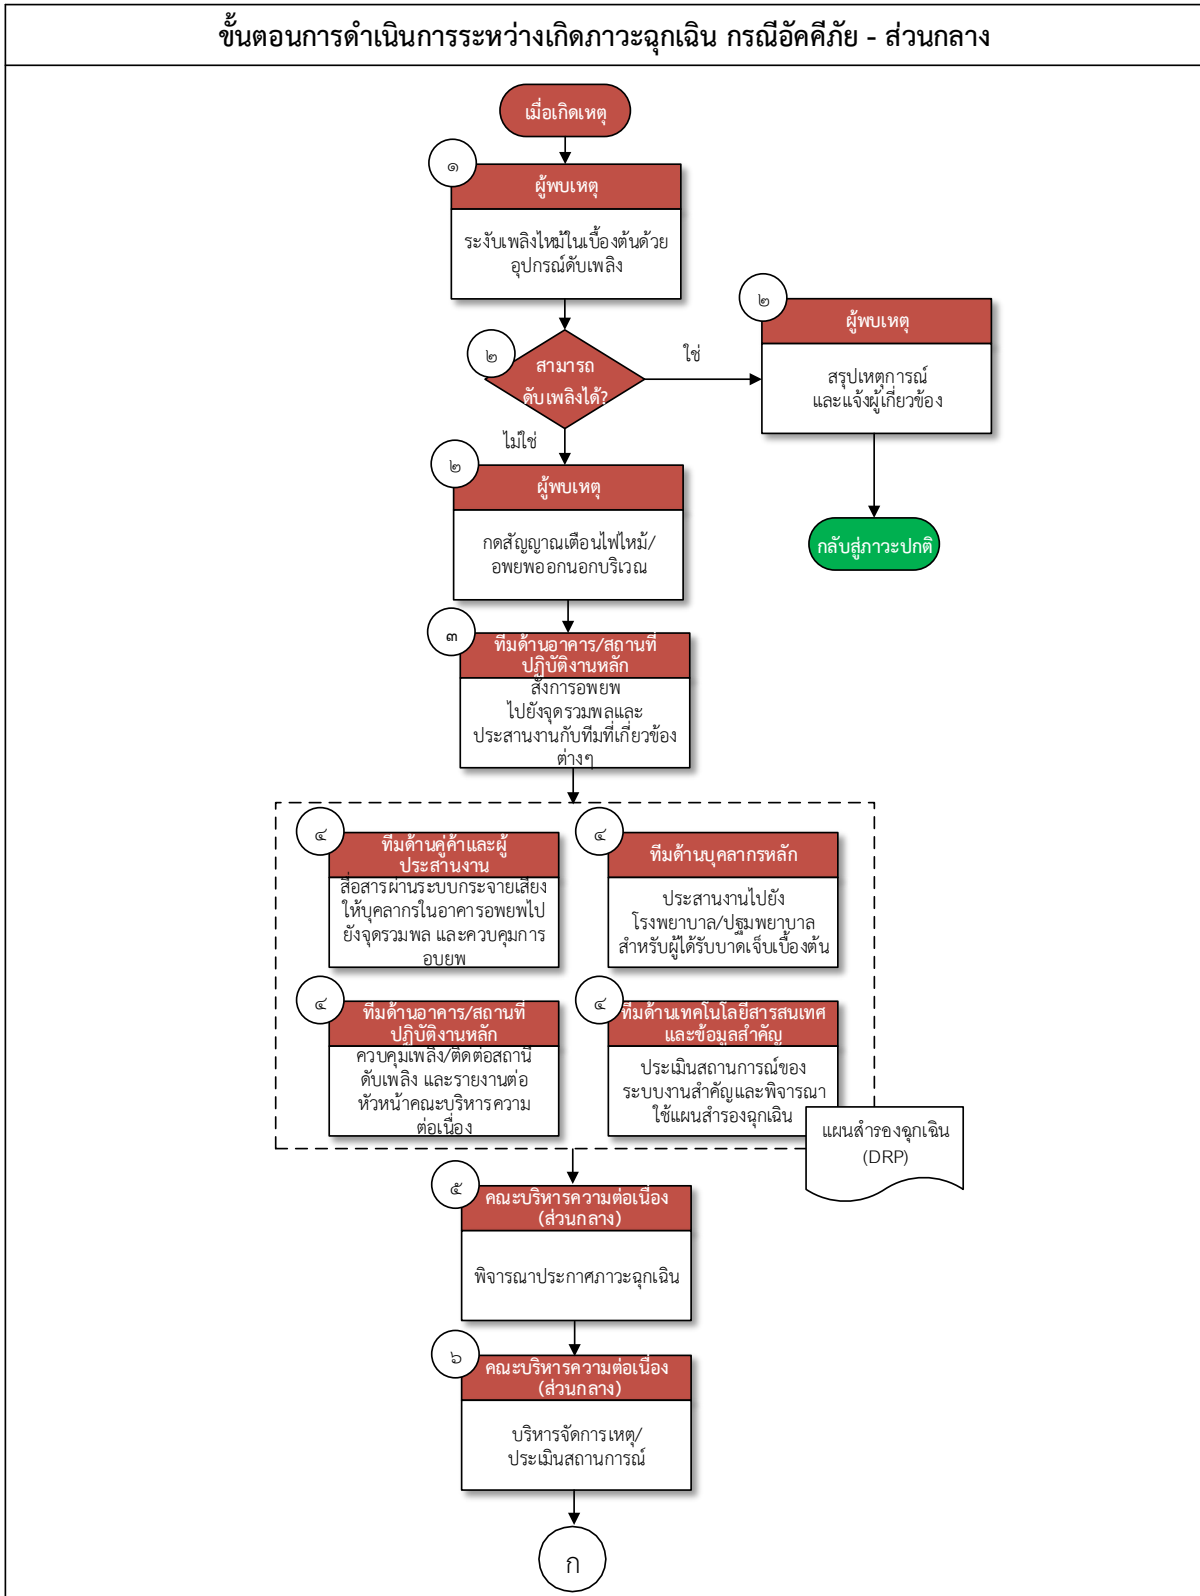 ขั้นตอนการดำเนินการระหว่างเกิดภาวะฉุกเฉิน กรณีอัคคีภัย - ส่วนกลาง
เมื่อเกิดเหตุ
๑
ผู้พบเหตุ
ระงับเพลิงไหม้ในเบื้องต้นด้วย
อุปกรณ์ดับเพลิง
๒
สามารถ
ดับเพลิงได้?
ใช่
๒
ผู้พบเหตุ
สรุปเหตุการณ์
และแจ้งผู้เกี่ยวข้อง
กลับสู่ภาวะปกติ
ไม่ใช่
๒
ผู้พบเหตุ
กดสัญญาณเตือนไฟไหม้/
อพยพออกนอกบริเวณ
๓
ทีมด้านอาคาร/สถานที่
ปฏิบัติงานหลัก
สั่งการอพยพ
ไปยังจุดรวมพลและ
ประสานงานกับทีมที่เกี่ยวข้อง
ต่างๆ
๔
ทีมด้านคู่ค้าและผู้
ประสานงาน
สื่อสารผ่านระบบกระจายเสียง
ให้บุคลากรในอาคารอพยพไป
ยังจุดรวมพล และควบคุมการ
อบยพ
๔
ทีมด้านบุคลากรหลัก
ประสานงานไปยัง
โรงพยาบาล/ปฐมพยาบาล
สำหรับผู้ได้รับบาดเจ็บเบื้องต้น
๔
ทีมด้านอาคาร/สถานที่
ปฏิบัติงานหลัก
ควบคุมเพลิง/ติดต่อสถานี
ดับเพลิง และรายงานต่อ
หัวหน้าคณะบริหารความ
ต่อเนื่อง
๔
ทีมด้านเทคโนโลยีสารสนเทศ
และข้อมูลสำคัญ
ประเมินสถานการณ์ของ
ระบบงานสำคัญและพิจารณา
ใช้แผนสำรองฉุกเฉิน
แผนสำรองฉุกเฉิน
(DRP)
๕
คณะบริหารความต่อเนื่อง
(ส่วนกลาง)
พิจารณาประกาศภาวะฉุกเฉิน
๖
คณะบริหารความต่อเนื่อง
(ส่วนกลาง)
บริหารจัดการเหตุ/
ประเมินสถานการณ์
ก